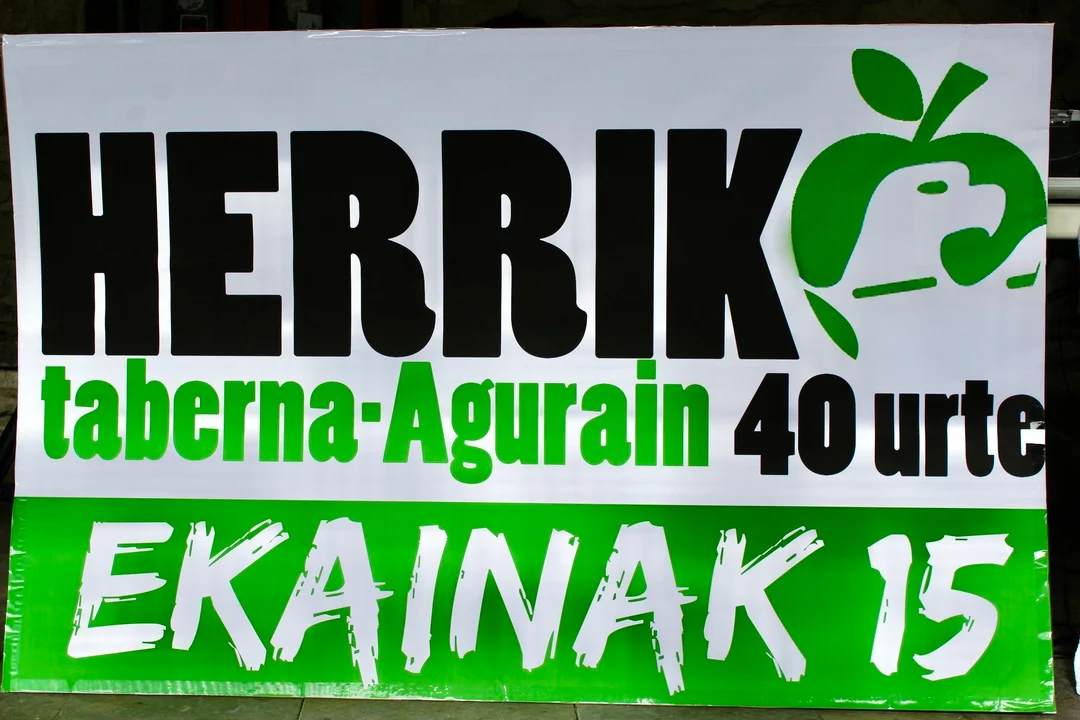 HERRIK
taberna-Agurain 40 urte
EKAINAK 15